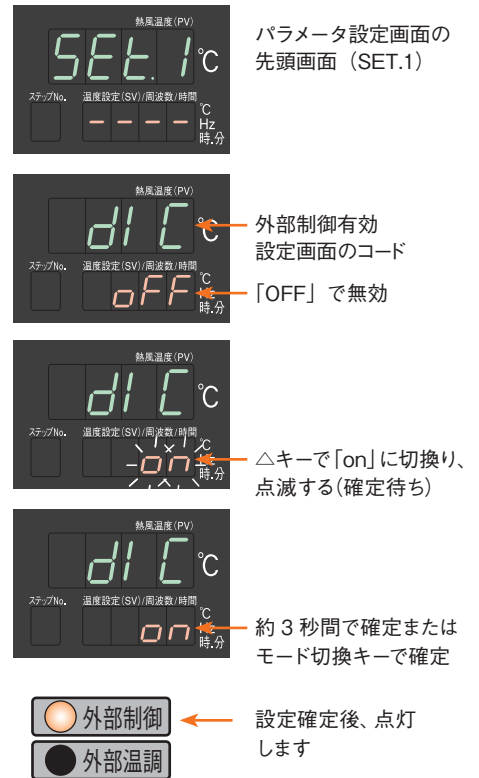 熱風温度(PV)
SEt.1 ℃
パラメータ設定画面の
先頭画面（SET.1）
ステップNo. 温度設定(SV)/周波数/時間
---- ℃
Hz
時.分
熱風温度(PV)
dIC ℃
外部制御有効
設定画面のコード
ステップNo. 温度設定(SV)/周波数/時間
oFF ℃
Hz
時.分
「OFF」で無効
熱風温度(PV)
dIC ℃
ステップNo. 温度設定(SV)/周波数/時間
on ℃
Hz
時.分
△キーで「on」に切換り、
点滅する(確定待ち)
熱風温度(PV)
dIC ℃
ステップNo. 温度設定(SV)/周波数/時間
on ℃
Hz
時.分
約3秒間で確定または
モード切換キーで確定
外部制御
設定確定後、点灯
します
外部温調